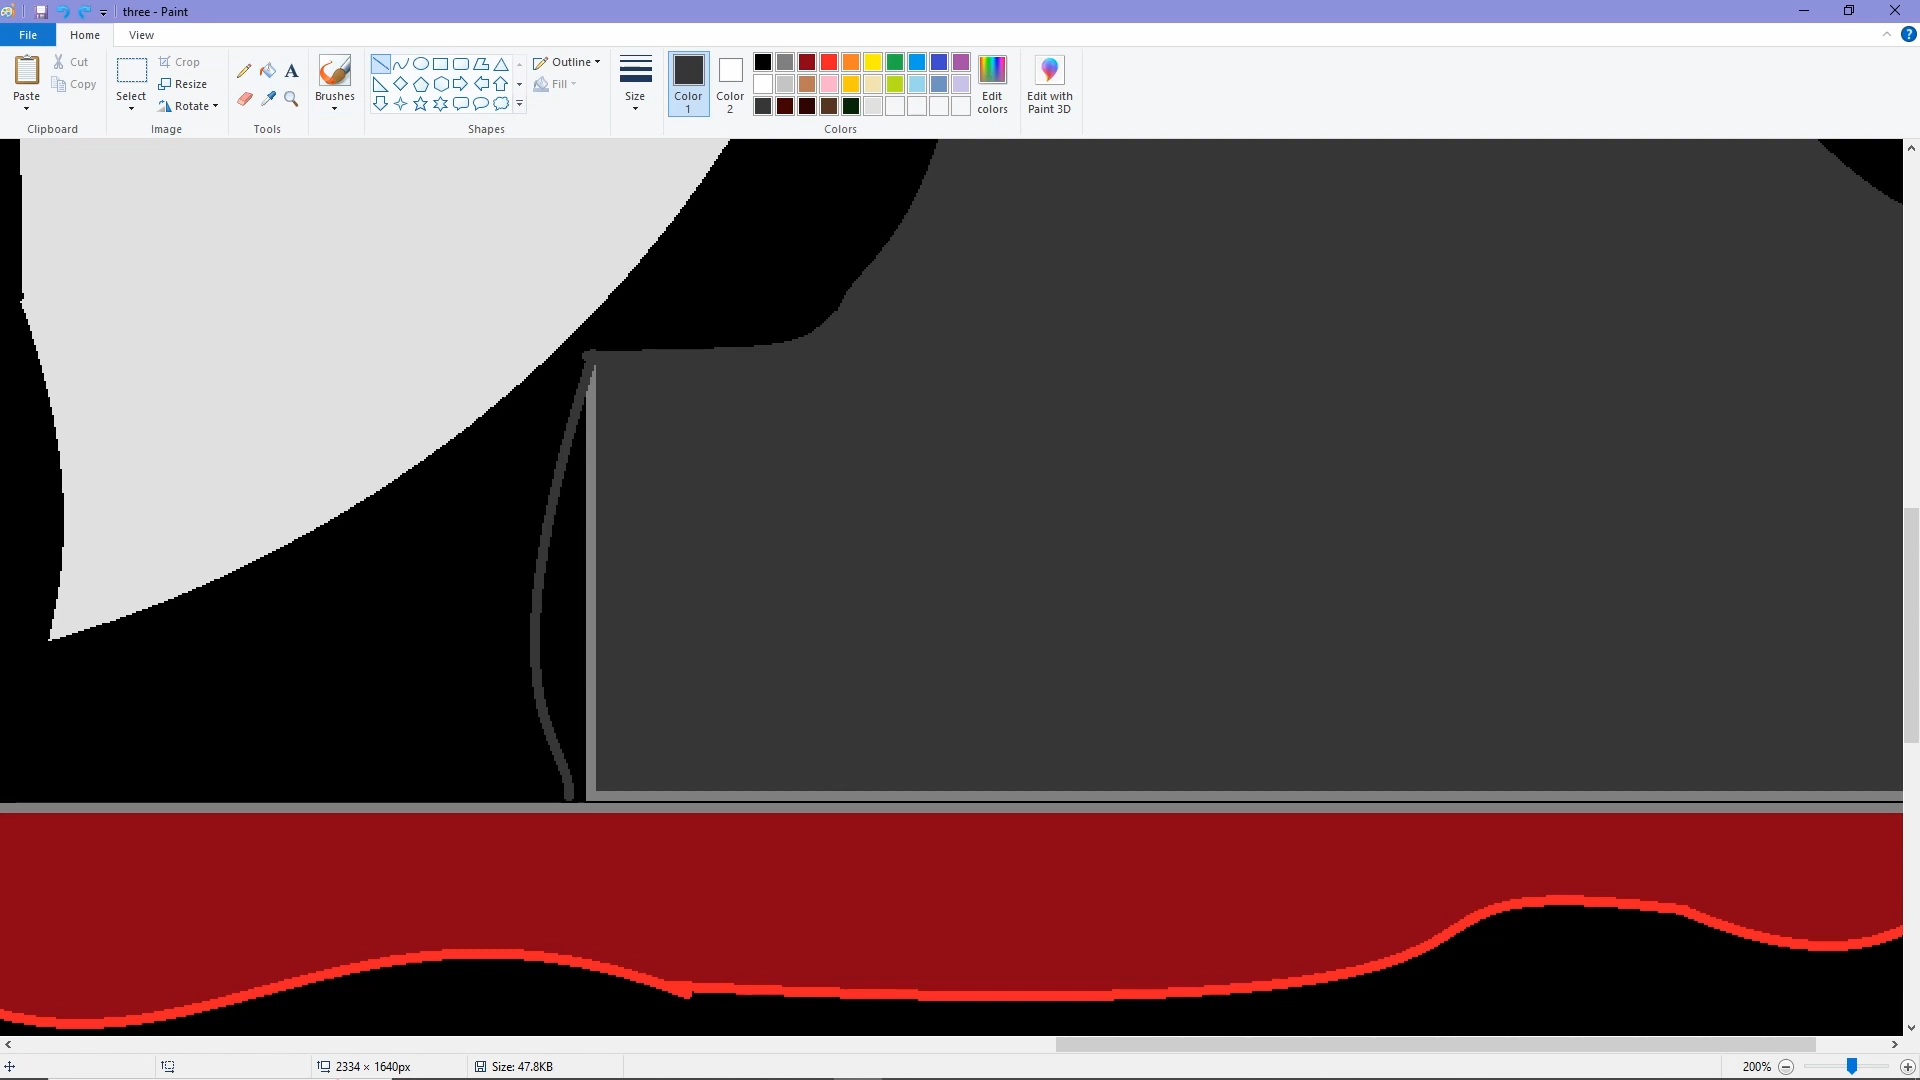 three - Paint
File Home View
Paste
Cut
Copy
Clipboard
Select
Crop
Resize
Rotate
Image
A
Tools
Brushes
Shapes
Outline
Fill
Size
Color 1
Color 2
Colors
Edit colors
Edit with Paint 3D
?
2334 × 1640px
Size: 47.8KB
200%